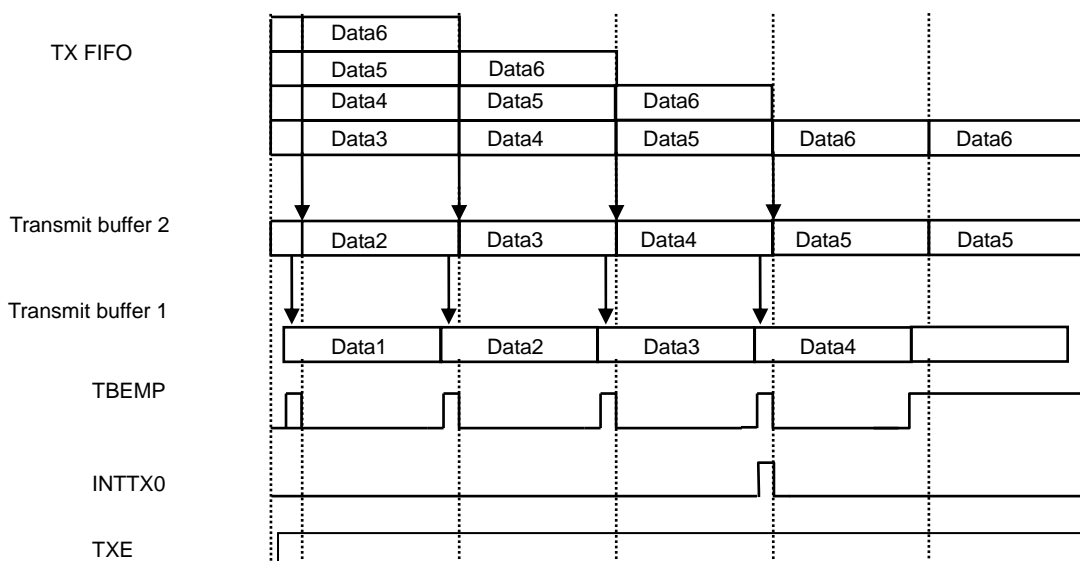 Data6
TX FIFO
Data5 Data6
Data4 Data5 Data6
Data3 Data4 Data5 Data6 Data6
Transmit buffer 2
Data2 Data3 Data4 Data5 Data5
Transmit buffer 1
Data1 Data2 Data3 Data4
TBEMP
INTTX0
TXE